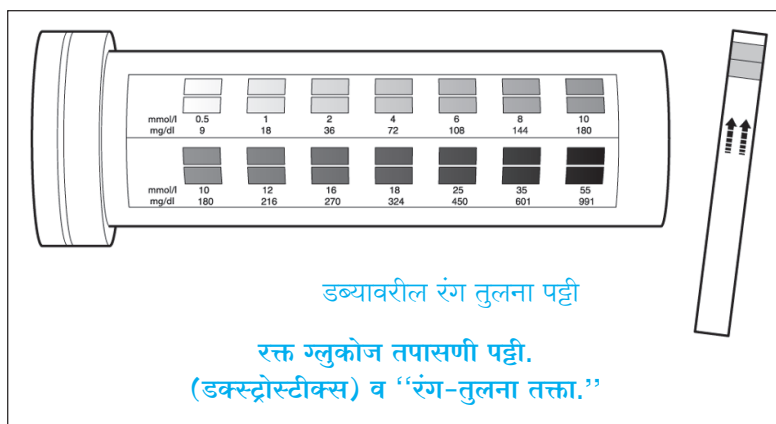 mmol/l 0.5 1 2 4 6 8 10
mg/dl 9 18 36 72 108 144 180
mmol/l 10 12 16 18 25 35 55
mg/dl 180 216 270 324 450 601 991
डब्यावरील रंग तुलना पट्टी
रक्त ग्लुकोज तपासणी पट्टी.
(डक्स्ट्रोस्टीक्स) व “रंग-तुलना तक्ता.”